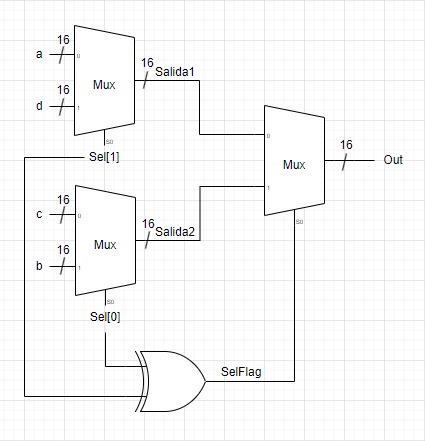 16
a
0
16
Mux
Salida1
16
d
1
S0
Sel[1]
0
16
Mux
Out
1
S0
16
c
0
16
Mux
Salida2
16
b
1
S0
Sel[0]
SelFlag